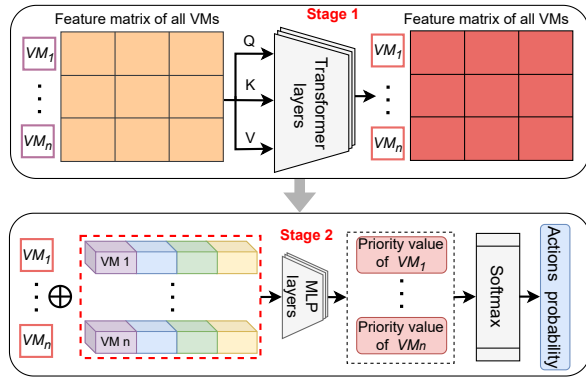 Feature matrix of all VMs
Stage 1
Feature matrix of all VMs
VM1
VMn
Q
K
V
Transformer
layers
VM1
VMn
Stage 2
VM1
VMn
VM 1
VM n
MLP
layers
Priority value
of VM1
Priority value
of VMn
Softmax
Actions probability